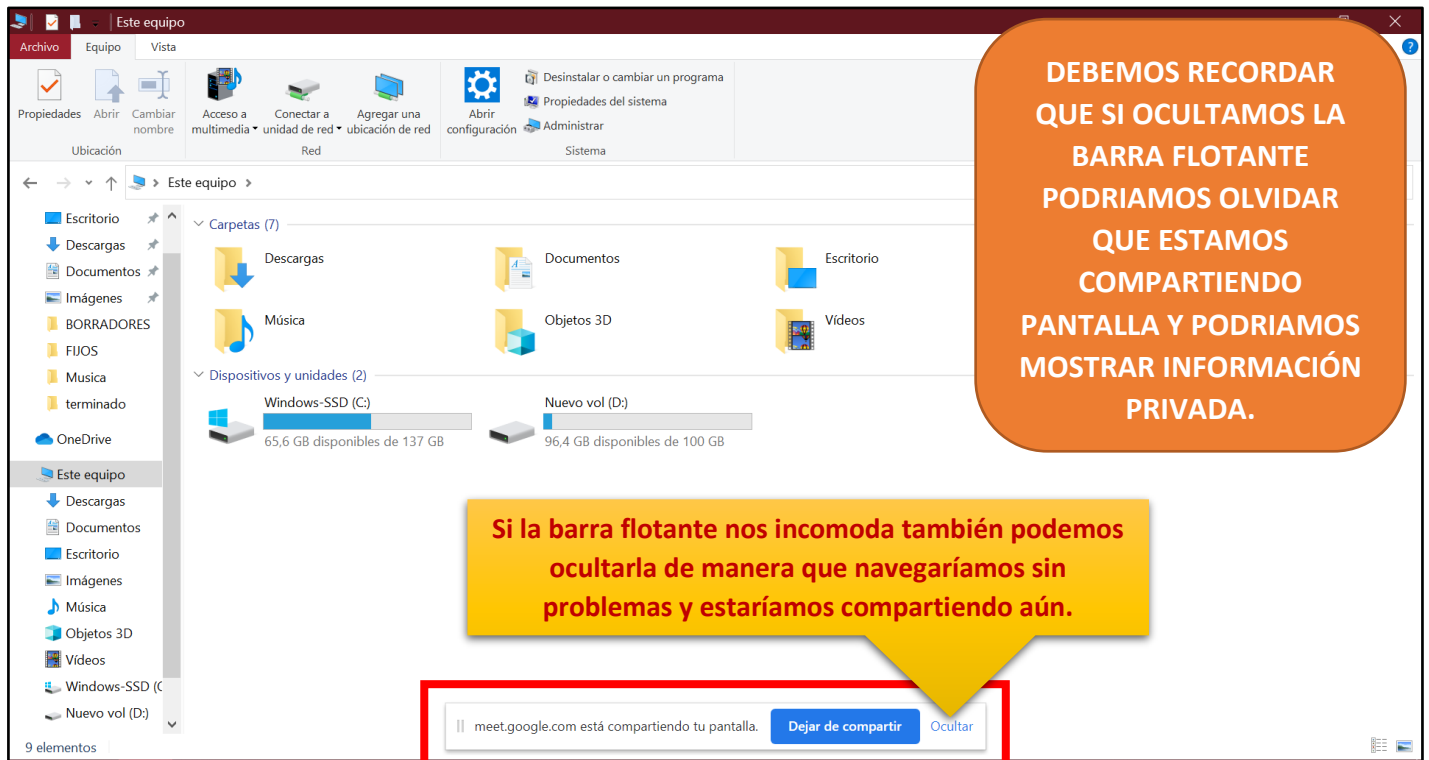 Este equipo
Archivo Equipo Vista
Propiedades
Abrir
Cambiar
nombre
Ubicación
Acceso a
multimedia
Conectar a
unidad de red
Agregar una
ubicación de red
Red
Abrir
configuración
Desinstalar o cambiar un programa
Propiedades del sistema
Administrar
Sistema
DEBEMOS RECORDAR
QUE SI OCULTAMOS LA
BARRA FLOTANTE
PODRIAMOS OLVIDAR
QUE ESTAMOS
COMPARTIENDO
PANTALLA Y PODRIAMOS
MOSTRAR INFORMACIÓN
PRIVADA.
Este equipo
Escritorio
Descargas
Documentos
Imágenes
BORRADORES
FIJOS
Musica
terminado
OneDrive
Este equipo
Descargas
Documentos
Escritorio
Imágenes
Música
Objetos 3D
Vídeos
Windows-SSD (C
Nuevo vol (D:)
9 elementos
Carpetas (7)
Descargas
Documentos
Escritorio
Música
Objetos 3D
Vídeos
Dispositivos y unidades (2)
Windows-SSD (C:)
65,6 GB disponibles de 137 GB
Nuevo vol (D:)
96,4 GB disponibles de 100 GB
Si la barra flotante nos incomoda también podemos
ocultarla de manera que navegaríamos sin
problemas y estaríamos compartiendo aún.
meet.google.com está compartiendo tu pantalla. Dejar de compartir Ocultar